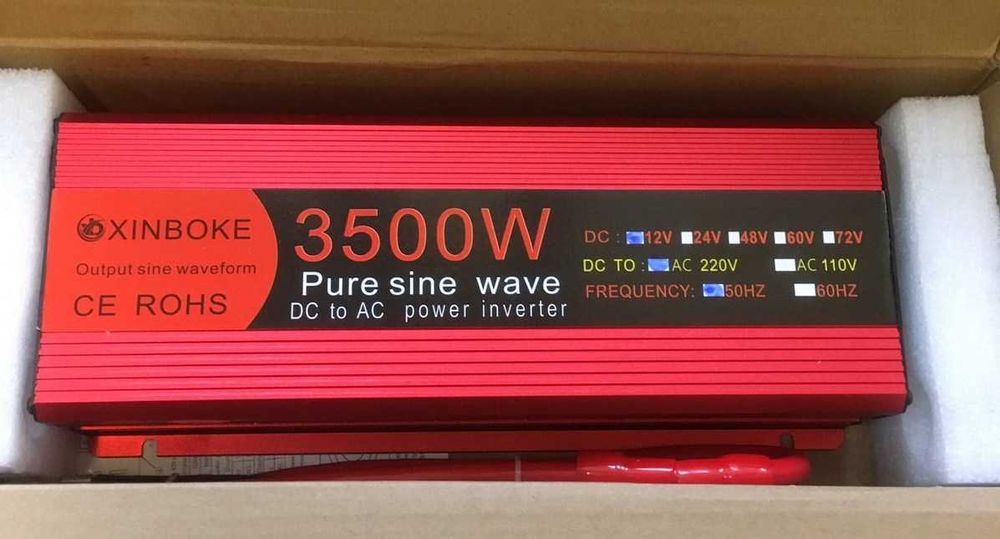 XINBOKE
Output sine waveform
CE ROHS
3500W
Pure sine wave
DC to AC power inverter
DC : 12V 24V 48V 60V 72V
DC TO : AC 220V AC 110V
FREQUENCY: 50HZ 60HZ